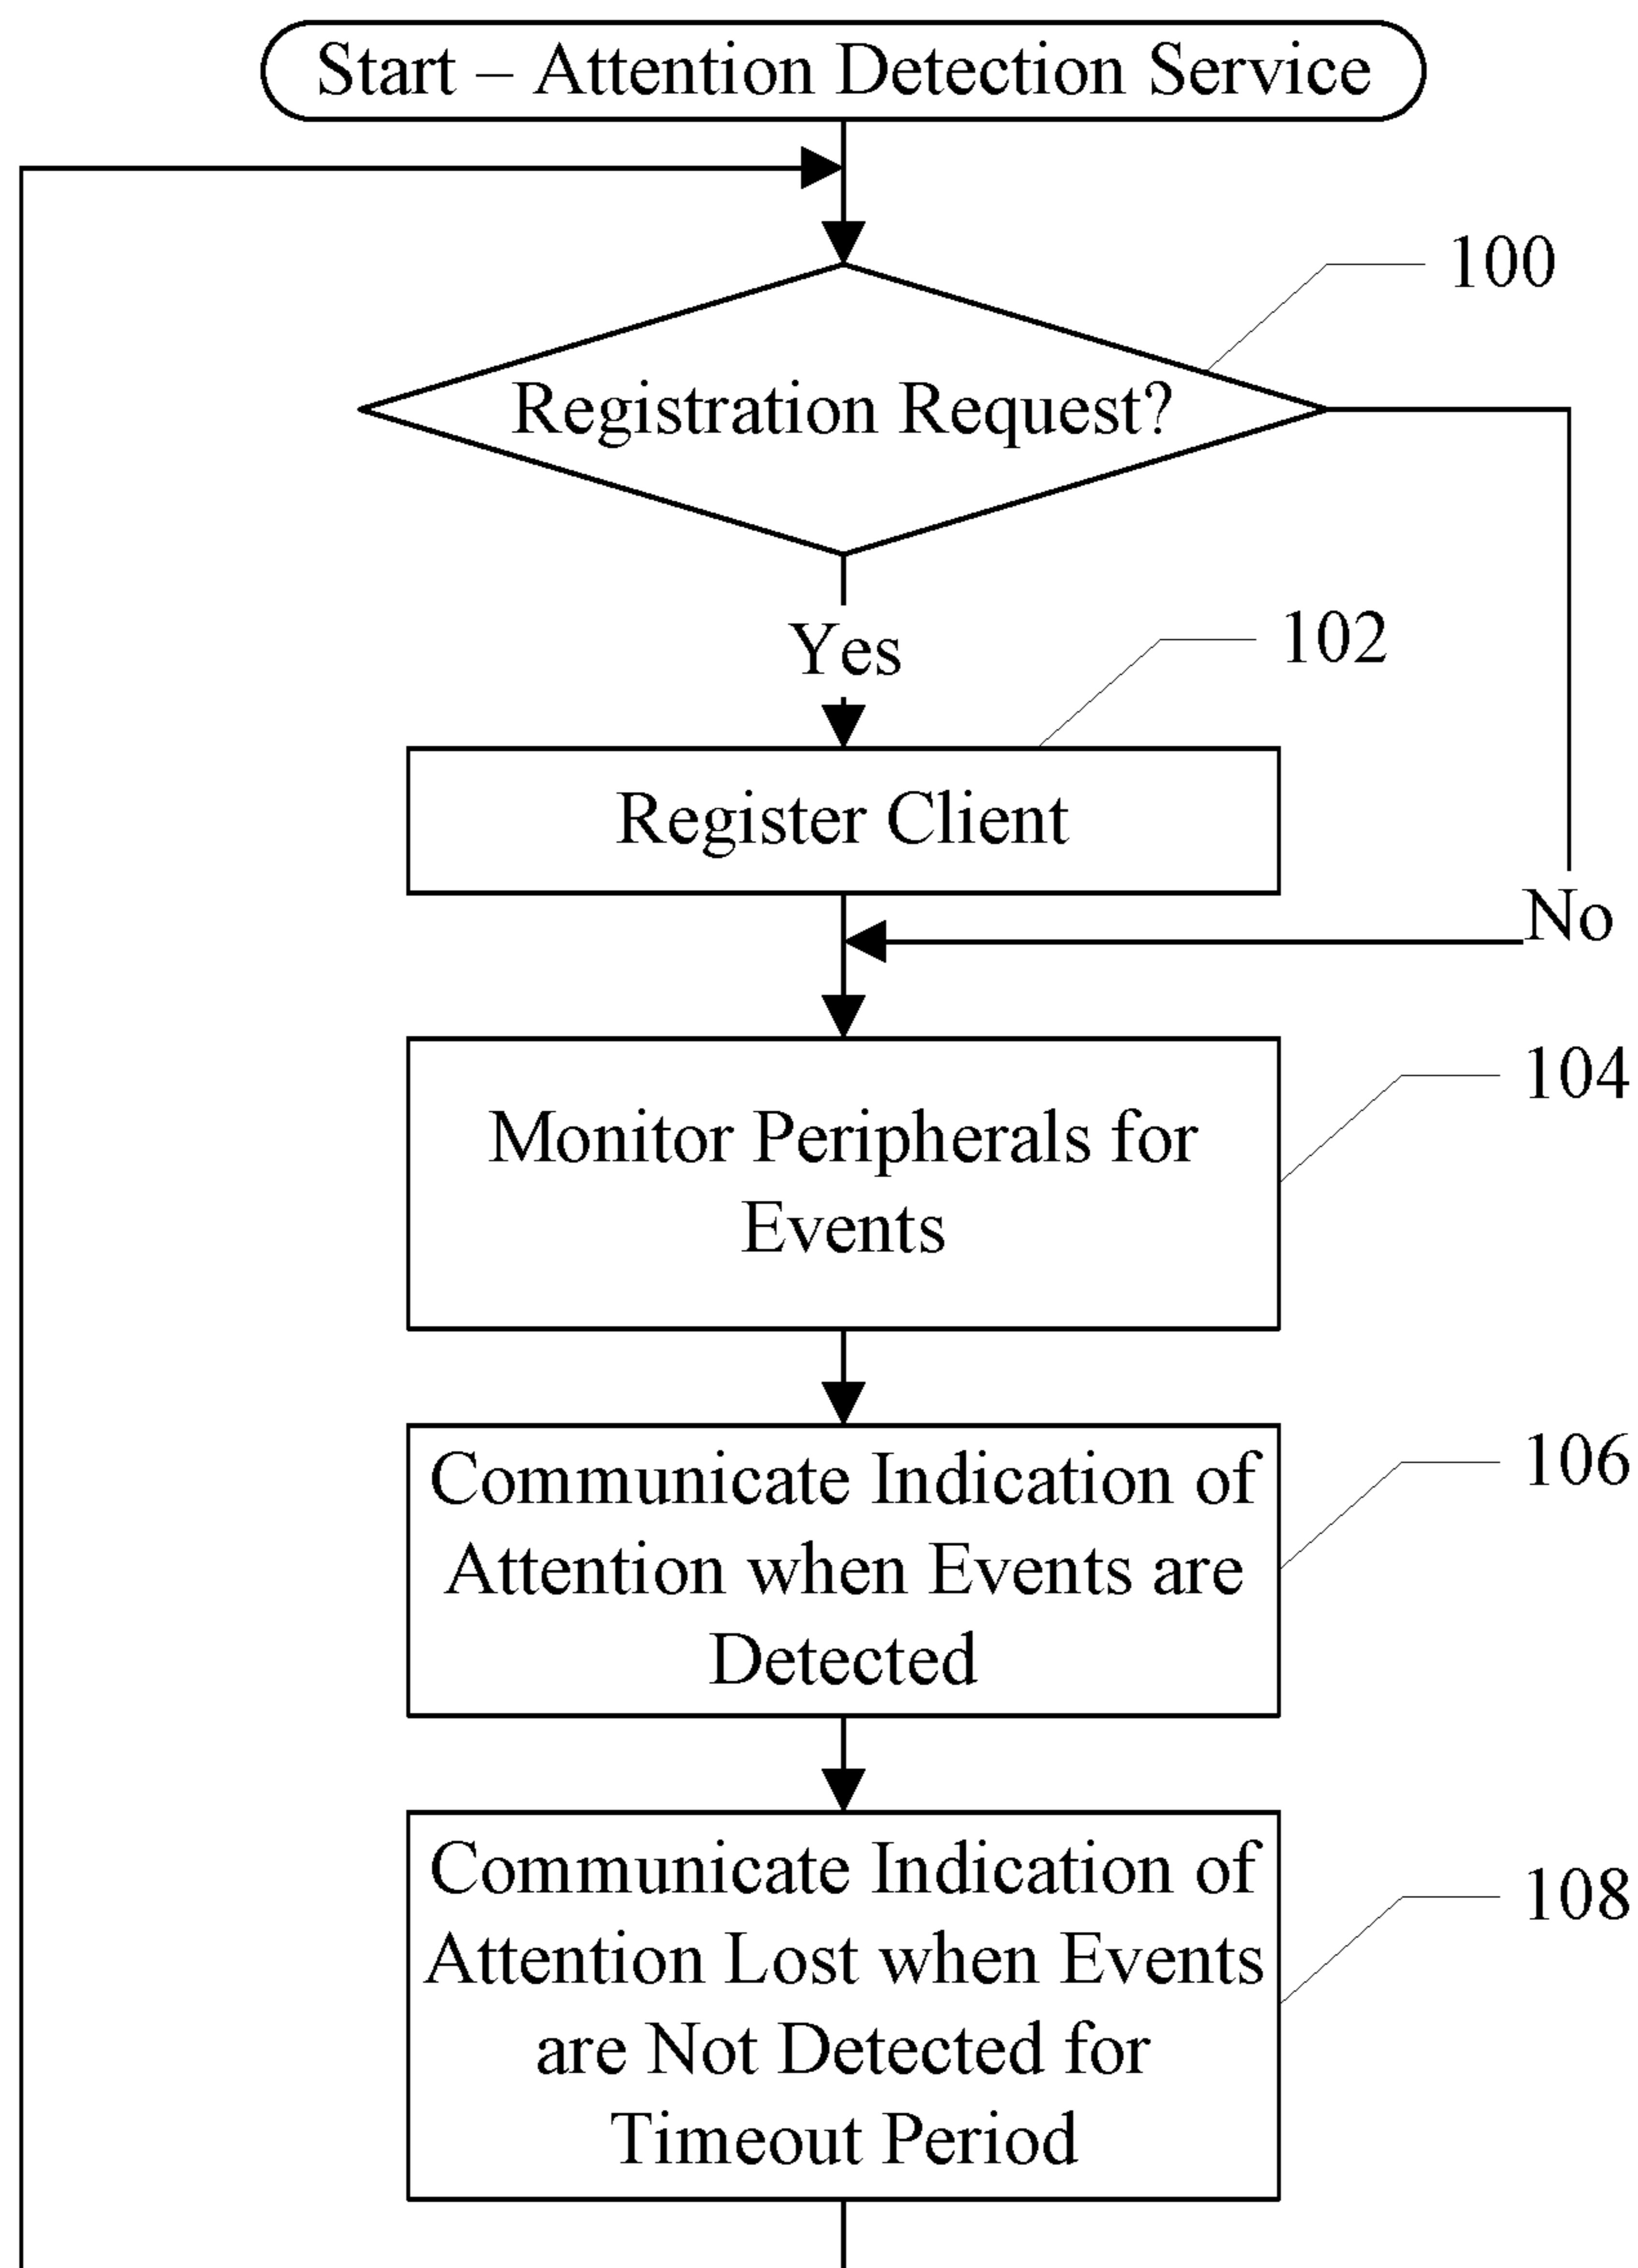 Start – Attention Detection Service
100
Registration Request?
Yes
102
Register Client
No
104
Monitor Peripherals for
Events
106
Communicate Indication of
Attention when Events are
Detected
108
Communicate Indication of
Attention Lost when Events
are Not Detected for
Timeout Period